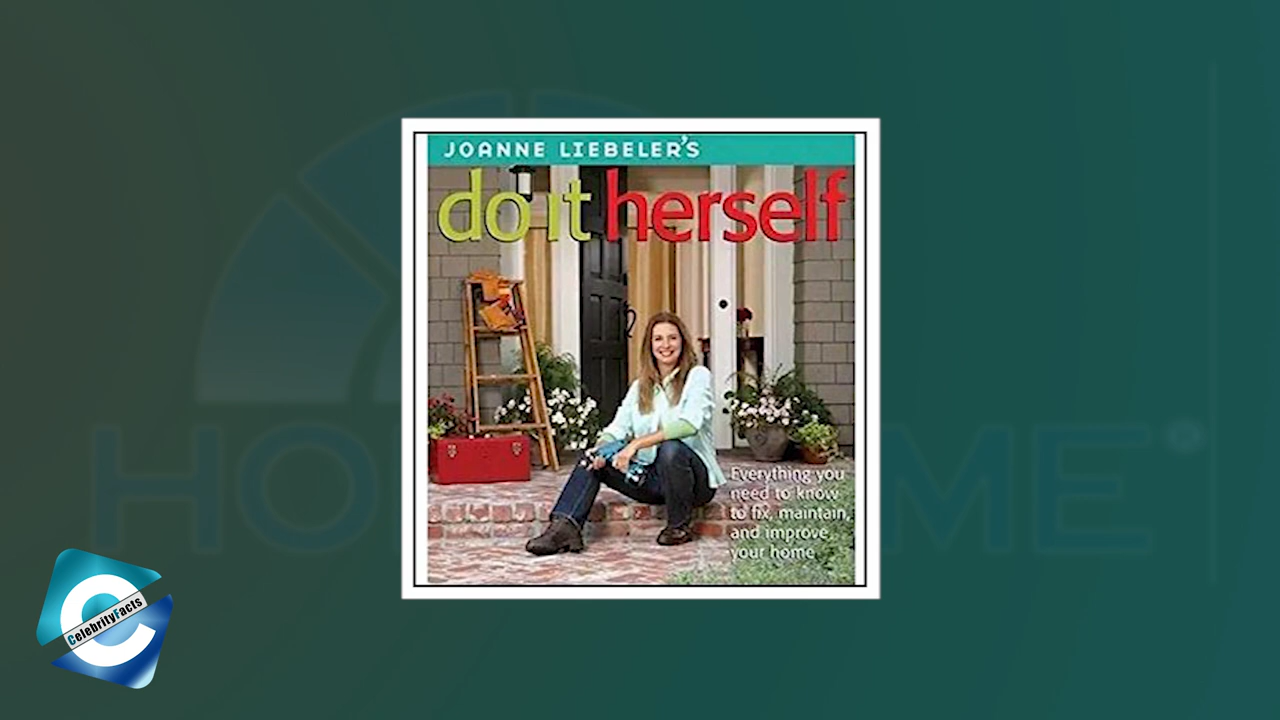 JOANNE LIEBELER'S
do it herself
Everything you
need to know
to fix, maintain,
and improve
your home
CelebrityFacts